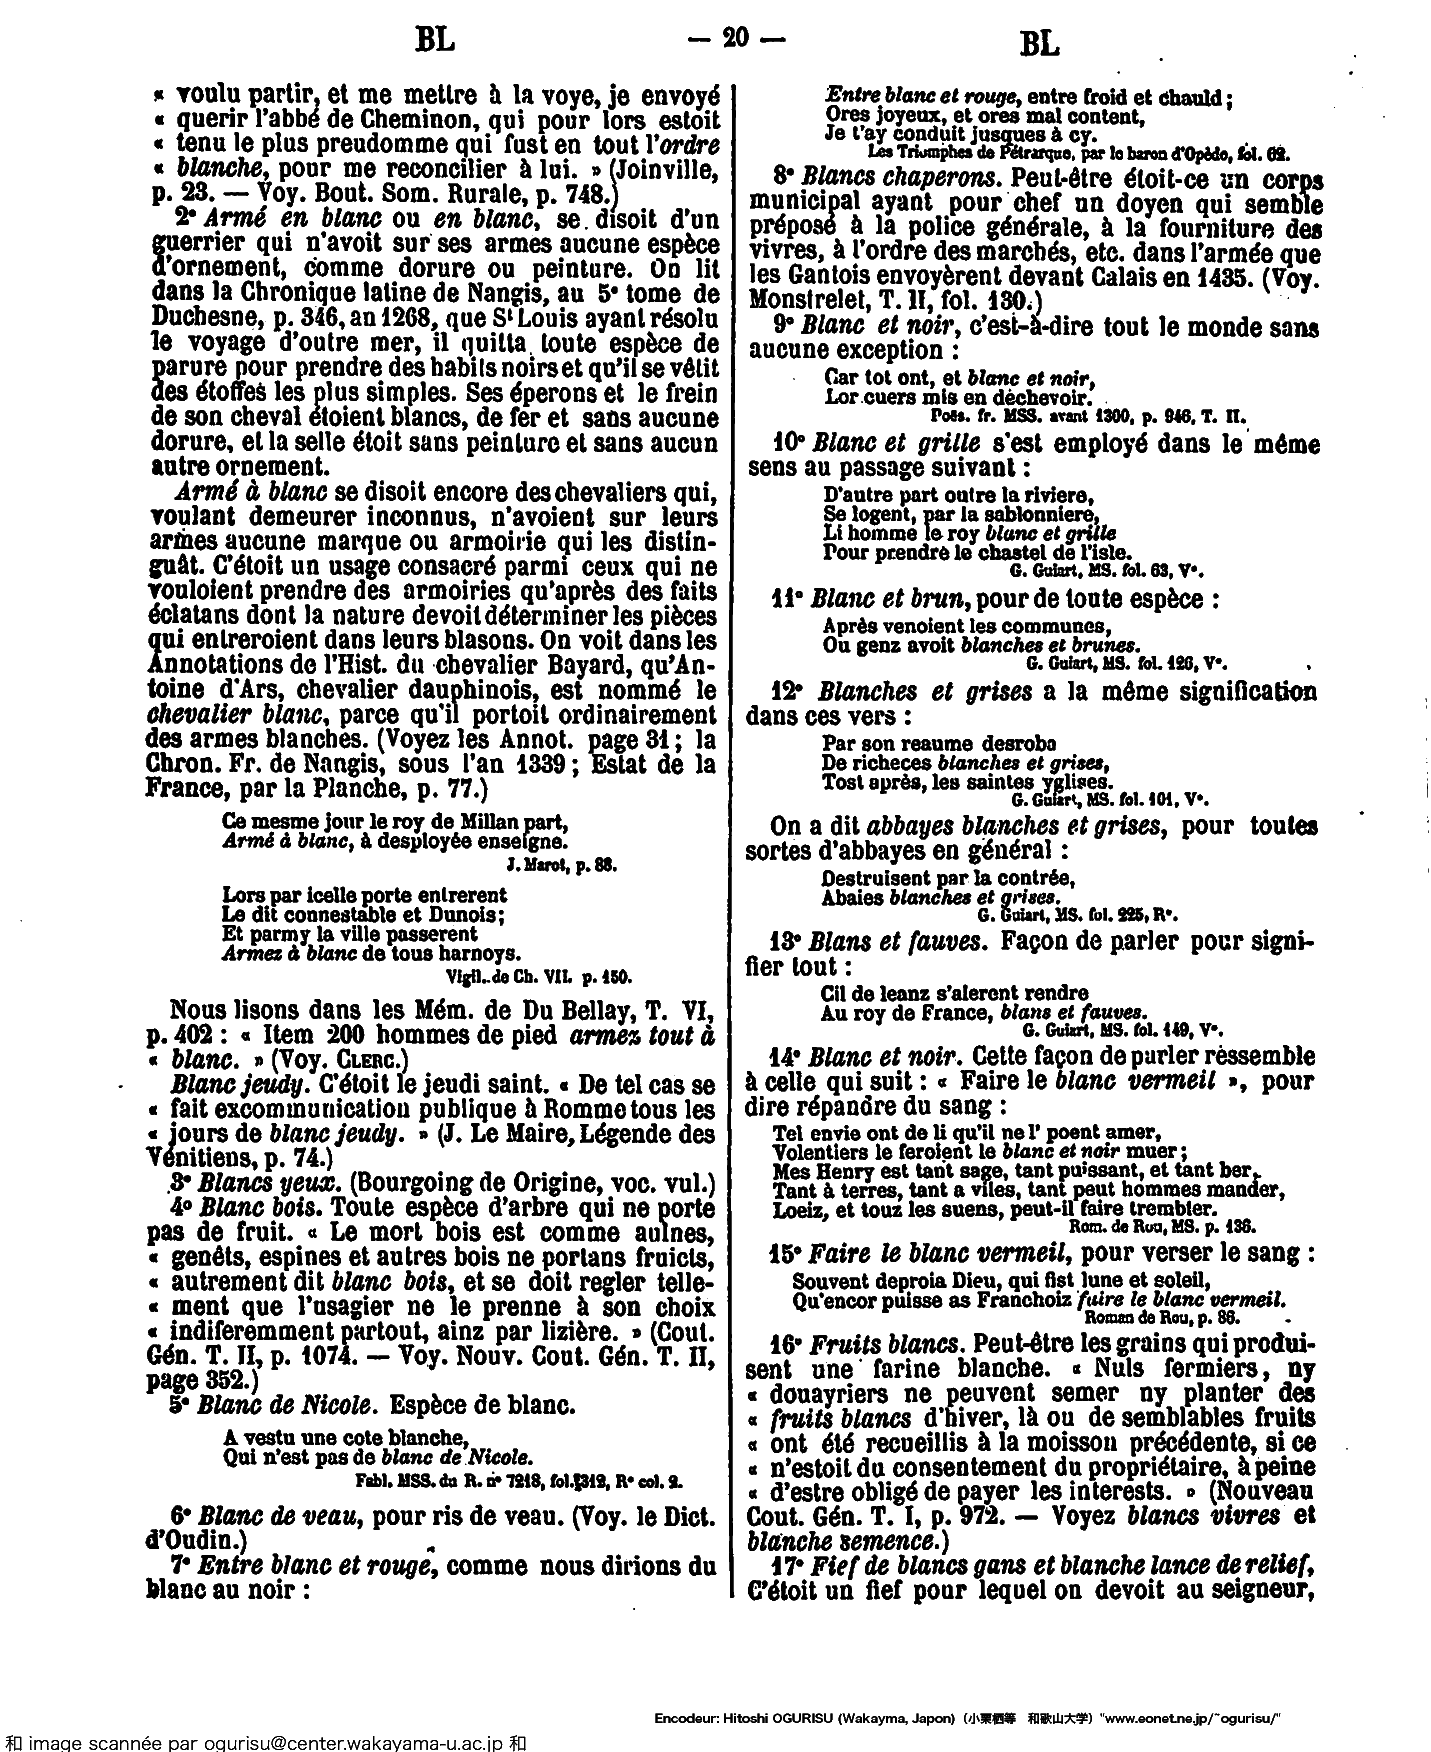 BL
— 20 —
BL
« voulu partir, et me mettre à la voye, je envoyé
« querir l'abbé de Cheminon, qui pour lors estoit
« tenu le plus preudomme qui fust en tout l'ordre
« blanche, pour me reconcilier à lui. » (Joinville,
p. 23. — Voy. Bout. Som. Rurale, p. 748.)
2° Armé en blanc ou en blanc, se disoit d'un
guerrier qui n'avoit sur ses armes aucune espèce
d'ornement, comme dorure ou peinture. On lit
dans la Chronique latine de Nangis, au 5e tome de
Duchesne, p. 346, an 1268, que St Louis ayant résolu
le voyage d'outre mer, il quitta toute espèce de
parure pour prendre des habits noirs et qu'il se vêtit
des étoffes les plus simples. Ses éperons et le frein
de son cheval étoient blancs, de fer et sans aucune
dorure, et la selle étoit sans peinture et sans aucun
autre ornement.
Armé à blanc se disoit encore des chevaliers qui,
voulant demeurer inconnus, n'avoient sur leurs
armes aucune marque ou armoirie qui les distin-
guât. C'étoit un usage consacré parmi ceux qui ne
vouloient prendre des armoiries qu'après des faits
éclatans dont la nature devoit déterminer les pièces
qui entreroient dans leurs blasons. On voit dans les
Annotations de l'Hist. du chevalier Bayard, qu'An-
toine d'Ars, chevalier dauphinois, est nommé le
chevalier blanc, parce qu'il portoit ordinairement
des armes blanches. (Voyez les Annot. page 31 ; la
Chron. Fr. de Nangis, sous l'an 1339 ; Estat de la
France, par la Planche, p. 77.)
Ce mesme jour le roy de Millan part,
Armé à blanc, à desployée enseigne.
J. Marot, p. 88.
Lors par icelle porte entrerent
Le dit connestable et Dunois;
Et parmy la ville passerent
Armez à blanc de tous harnoys.
Vigil. de Ch. VII. p. 150.
Nous lisons dans les Mém. de Du Bellay, T. VI,
p. 402 : « Item 200 hommes de pied armez tout à
« blanc. » (Voy. CLERC.)
Blanc jeudy. C'étoit le jeudi saint. « De tel cas se
« fait excommunication publique à Romme tous les
« jours de blanc jeudy. » (J. Le Maire, Légende des
Vénitiens, p. 74.)
3° Blancs yeux. (Bourgoing de Origine, voc. vul.)
4° Blanc bois. Toute espèce d'arbre qui ne porte
pas de fruit. « Le mort bois est comme aulnes,
« genêts, espines et autres bois ne portans fruicts,
« autrement dit blanc bois, et se doit regler telle-
« ment que l'usagier ne le prenne à son choix
« indiferemment partout, ainz par lizière. » (Cout.
Gén. T. II, p. 1074. — Voy. Nouv. Cout. Gén. T. II,
page 352.)
5° Blanc de Nicole. Espèce de blanc.
A vestu une cote blanche,
Qui n'est pas de blanc de Nicole.
Fabl. MSS. du R. n° 7218, fol. 312, R° col. 2.
6° Blanc de veau, pour ris de veau. (Voy. le Dict.
d'Oudin.)
7° Entre blanc et rouge, comme nous dirions du
blanc au noir :
Entre blanc et rouge, entre froid et chauld ;
Ores joyeux, et ores mal content,
Je t'ay conduit jusques à cy.
Les Triumphes de Pétrarque, par le baron d'Opède, fol. 62.
8° Blancs chaperons. Peut-être étoit-ce un corps
municipal ayant pour chef un doyen qui semble
préposé à la police générale, à la fourniture des
vivres, à l'ordre des marchés, etc. dans l'armée que
les Gantois envoyèrent devant Calais en 1435. (Voy.
Monstrelet, T. II, fol. 130.)
9° Blanc et noir, c'est-à-dire tout le monde sans
aucune exception :
Car tot ont, et blanc et noir,
Lor cuers mis en déchevoir.
Poës. fr. MSS. avant 1300, p. 946, T. II.
10° Blanc et grille s'est employé dans le même
sens au passage suivant :
D'autre part outre la riviere,
Se logent, par la sablonniere,
Li homme le roy blanc et grille
Pour prendre le chastel de l'isle.
G. Guiart, MS. fol. 63, V°.
11° Blanc et brun, pour de toute espèce :
Après venoient les communes,
Ou genz avoit blanches et brunes.
G. Guiart, MS. fol. 126, V°.
12° Blanches et grises a la même signification
dans ces vers :
Par son reaume desroba
De richeces blanches et grises,
Tost après, les saintes yglises.
G. Guiart, MS. fol. 101, V°.
On a dit abbayes blanches et grises, pour toutes
sortes d'abbayes en général :
Destruisent par la contrée,
Abaies blanches et grises.
G. Guiart, MS. fol. 225, R°.
13° Blans et fauves. Façon de parler pour signi-
fier tout :
Cil de leanz s'alerent rendre
Au roy de France, blans et fauves.
G. Guiart, MS. fol. 149, V°.
14° Blanc et noir. Cette façon de parler ressemble
à celle qui suit : « Faire le blanc vermeil », pour
dire répandre du sang :
Tel envie ont de li qu'il ne l' poent amer,
Volentiers le feroient le blanc et noir muer ;
Mes Henry est tant sage, tant puissant, et tant ber,
Tant à terres, tant a viles, tant peut hommes mander,
Loeiz, et touz les suens, peut-il faire trembler.
Rom. de Rou, MS. p. 136.
15° Faire le blanc vermeil, pour verser le sang :
Souvent deproia Dieu, qui fist lune et soleil,
Qu'encor puisse as Franchoiz faire le blanc vermeil.
Roman de Rou, p. 86.
16° Fruits blancs. Peut-être les grains qui produi-
sent une farine blanche. « Nuls fermiers, ny
« douayriers ne peuvent semer ny planter des
« fruits blancs d'hiver, là ou de semblables fruits
« ont été recueillis à la moisson précédente, si ce
« n'estoit du consentement du propriétaire, à peine
« d'estre obligé de payer les interests. » (Nouveau
Cout. Gén. T. I, p. 972. — Voyez blancs vivres et
blanche semence.)
17° Fief de blancs gans et blanche lance de relief,
C'étoit un fief pour lequel on devoit au seigneur,
Encodeur: Hitoshi OGURISU (Wakayma, Japon) (小栗栖等 和歌山大学) "www.eonet.ne.jp/~ogurisu/"
和 image scannée par ogurisu@center.wakayama-u.ac.jp 和